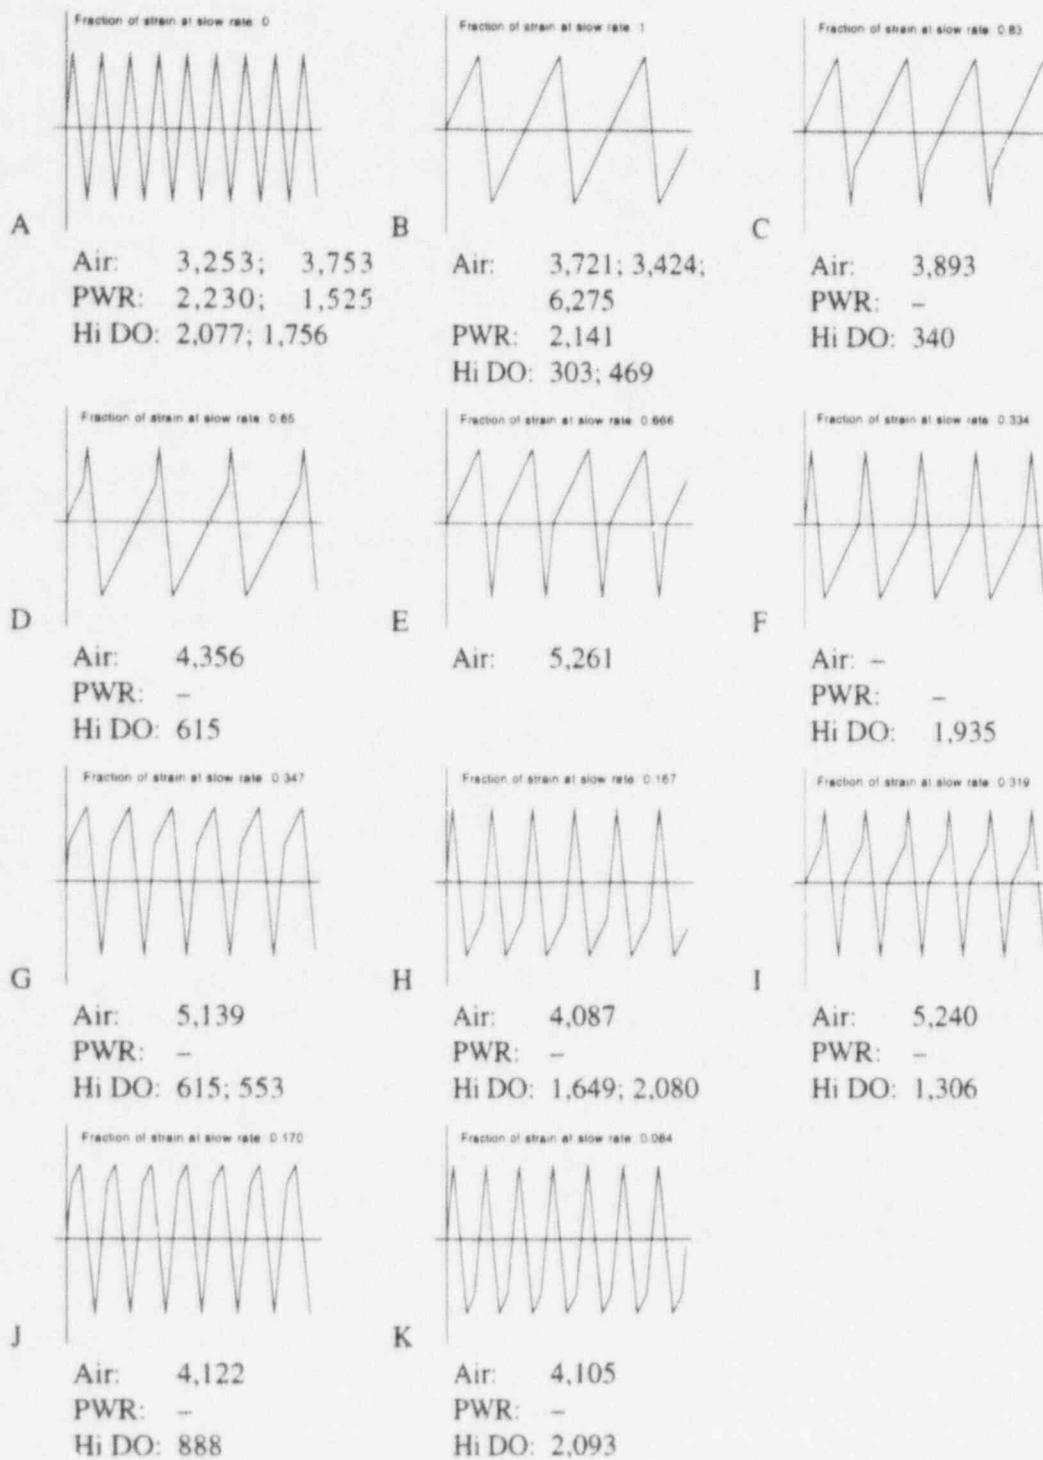 Fraction of strain at slow rate: 0
A
Air: 3,253; 3,753
PWR: 2,230; 1,525
Hi DO: 2,077; 1,756
Fraction of strain at slow rate: 1
B
Air: 3,721; 3,424;
6,275
PWR: 2,141
Hi DO: 303; 469
Fraction of strain at slow rate: 0.83
C
Air: 3,893
PWR: –
Hi DO: 340
Fraction of strain at slow rate: 0.65
D
Air: 4,356
PWR: –
Hi DO: 615
Fraction of strain at slow rate: 0.666
E
Air: 5,261
Fraction of strain at slow rate: 0.334
F
Air: –
PWR: –
Hi DO: 1,935
Fraction of strain at slow rate: 0.347
G
Air: 5,139
PWR: –
Hi DO: 615; 553
Fraction of strain at slow rate: 0.167
H
Air: 4,087
PWR: –
Hi DO: 1,649; 2,080
Fraction of strain at slow rate: 0.319
I
Air: 5,240
PWR: –
Hi DO: 1,306
Fraction of strain at slow rate: 0.170
J
Air: 4,122
PWR: –
Hi DO: 888
Fraction of strain at slow rate: 0.064
K
Air: 4,105
PWR: –
Hi DO: 2,093